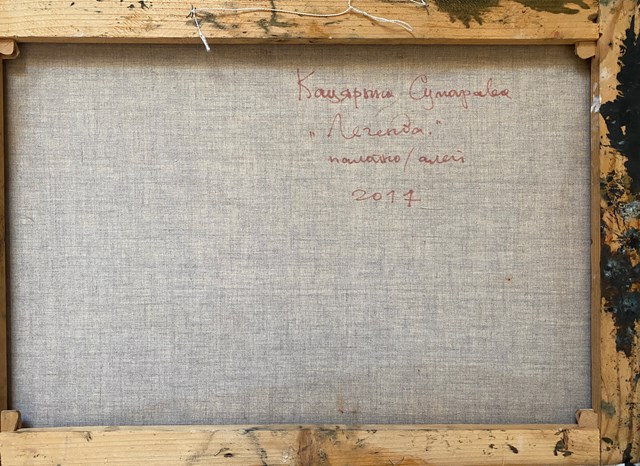 Кацярына Сумарава
„Легенда."
палатно/алей
2017